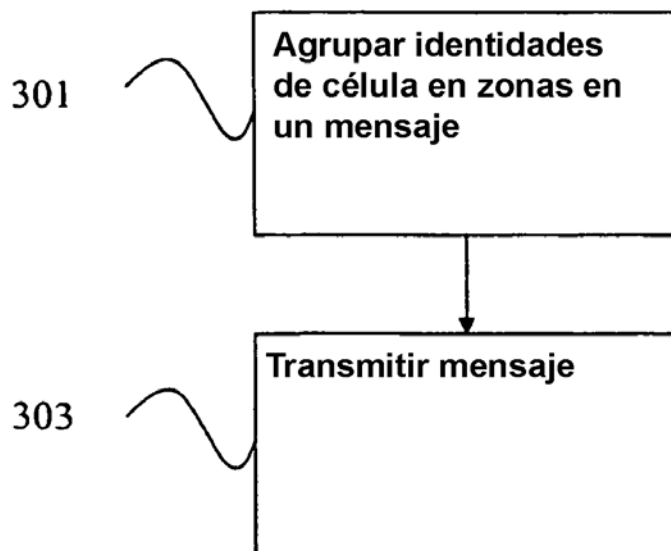 301
Agrupar identidades
de célula en zonas en
un mensaje
303
Transmitir mensaje